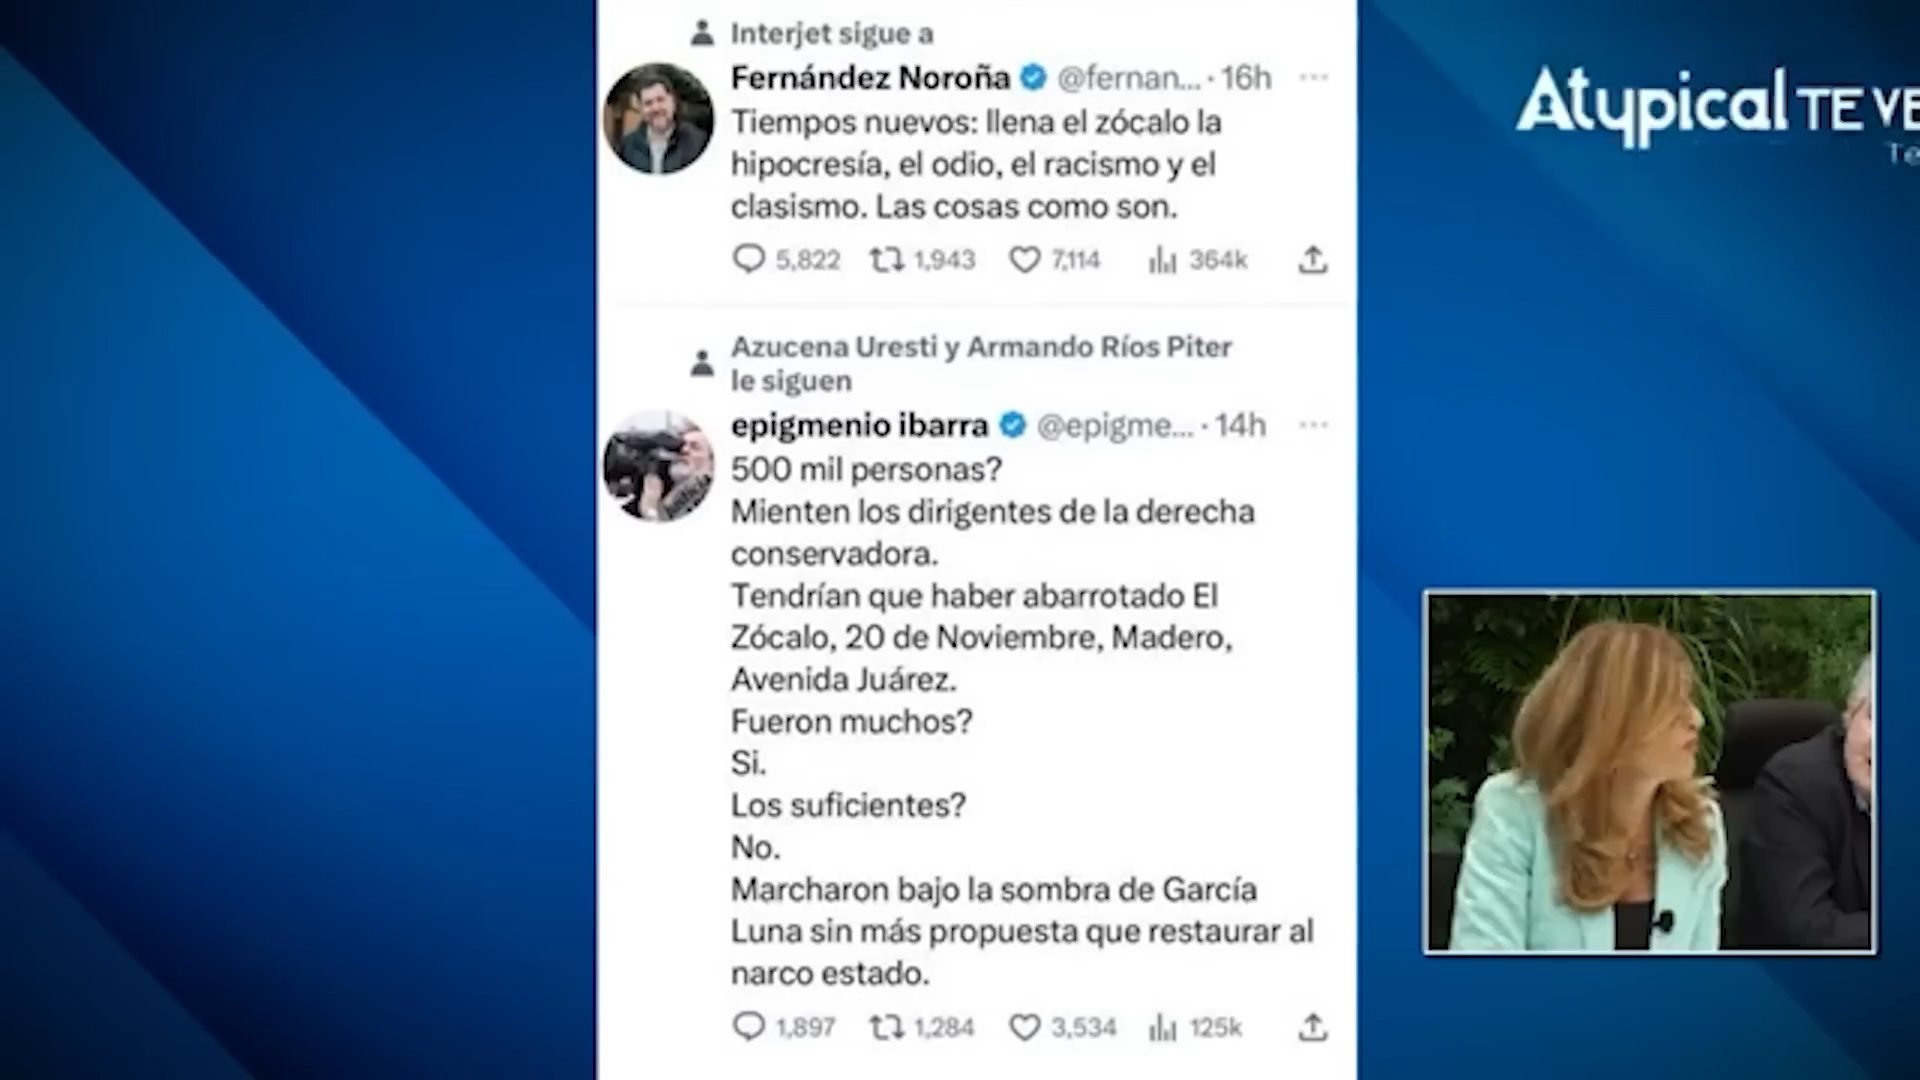 Interjet sigue a
Fernández Noroña @fernan... · 16h
Tiempos nuevos: llena el zócalo la
hipocresía, el odio, el racismo y el
clasismo. Las cosas como son.
5,822 1,943 7,114 364k
Azucena Uresti y Armando Ríos Piter
le siguen
epigmenio ibarra @epigme... · 14h
500 mil personas?
Mienten los dirigentes de la derecha
conservadora.
Tendrían que haber abarrotado El
Zócalo, 20 de Noviembre, Madero,
Avenida Juárez.
Fueron muchos?
Si.
Los suficientes?
No.
Marcharon bajo la sombra de García
Luna sin más propuesta que restaurar al
narco estado.
1,897 1,284 3,534 125k
Atypical TE VE
Te